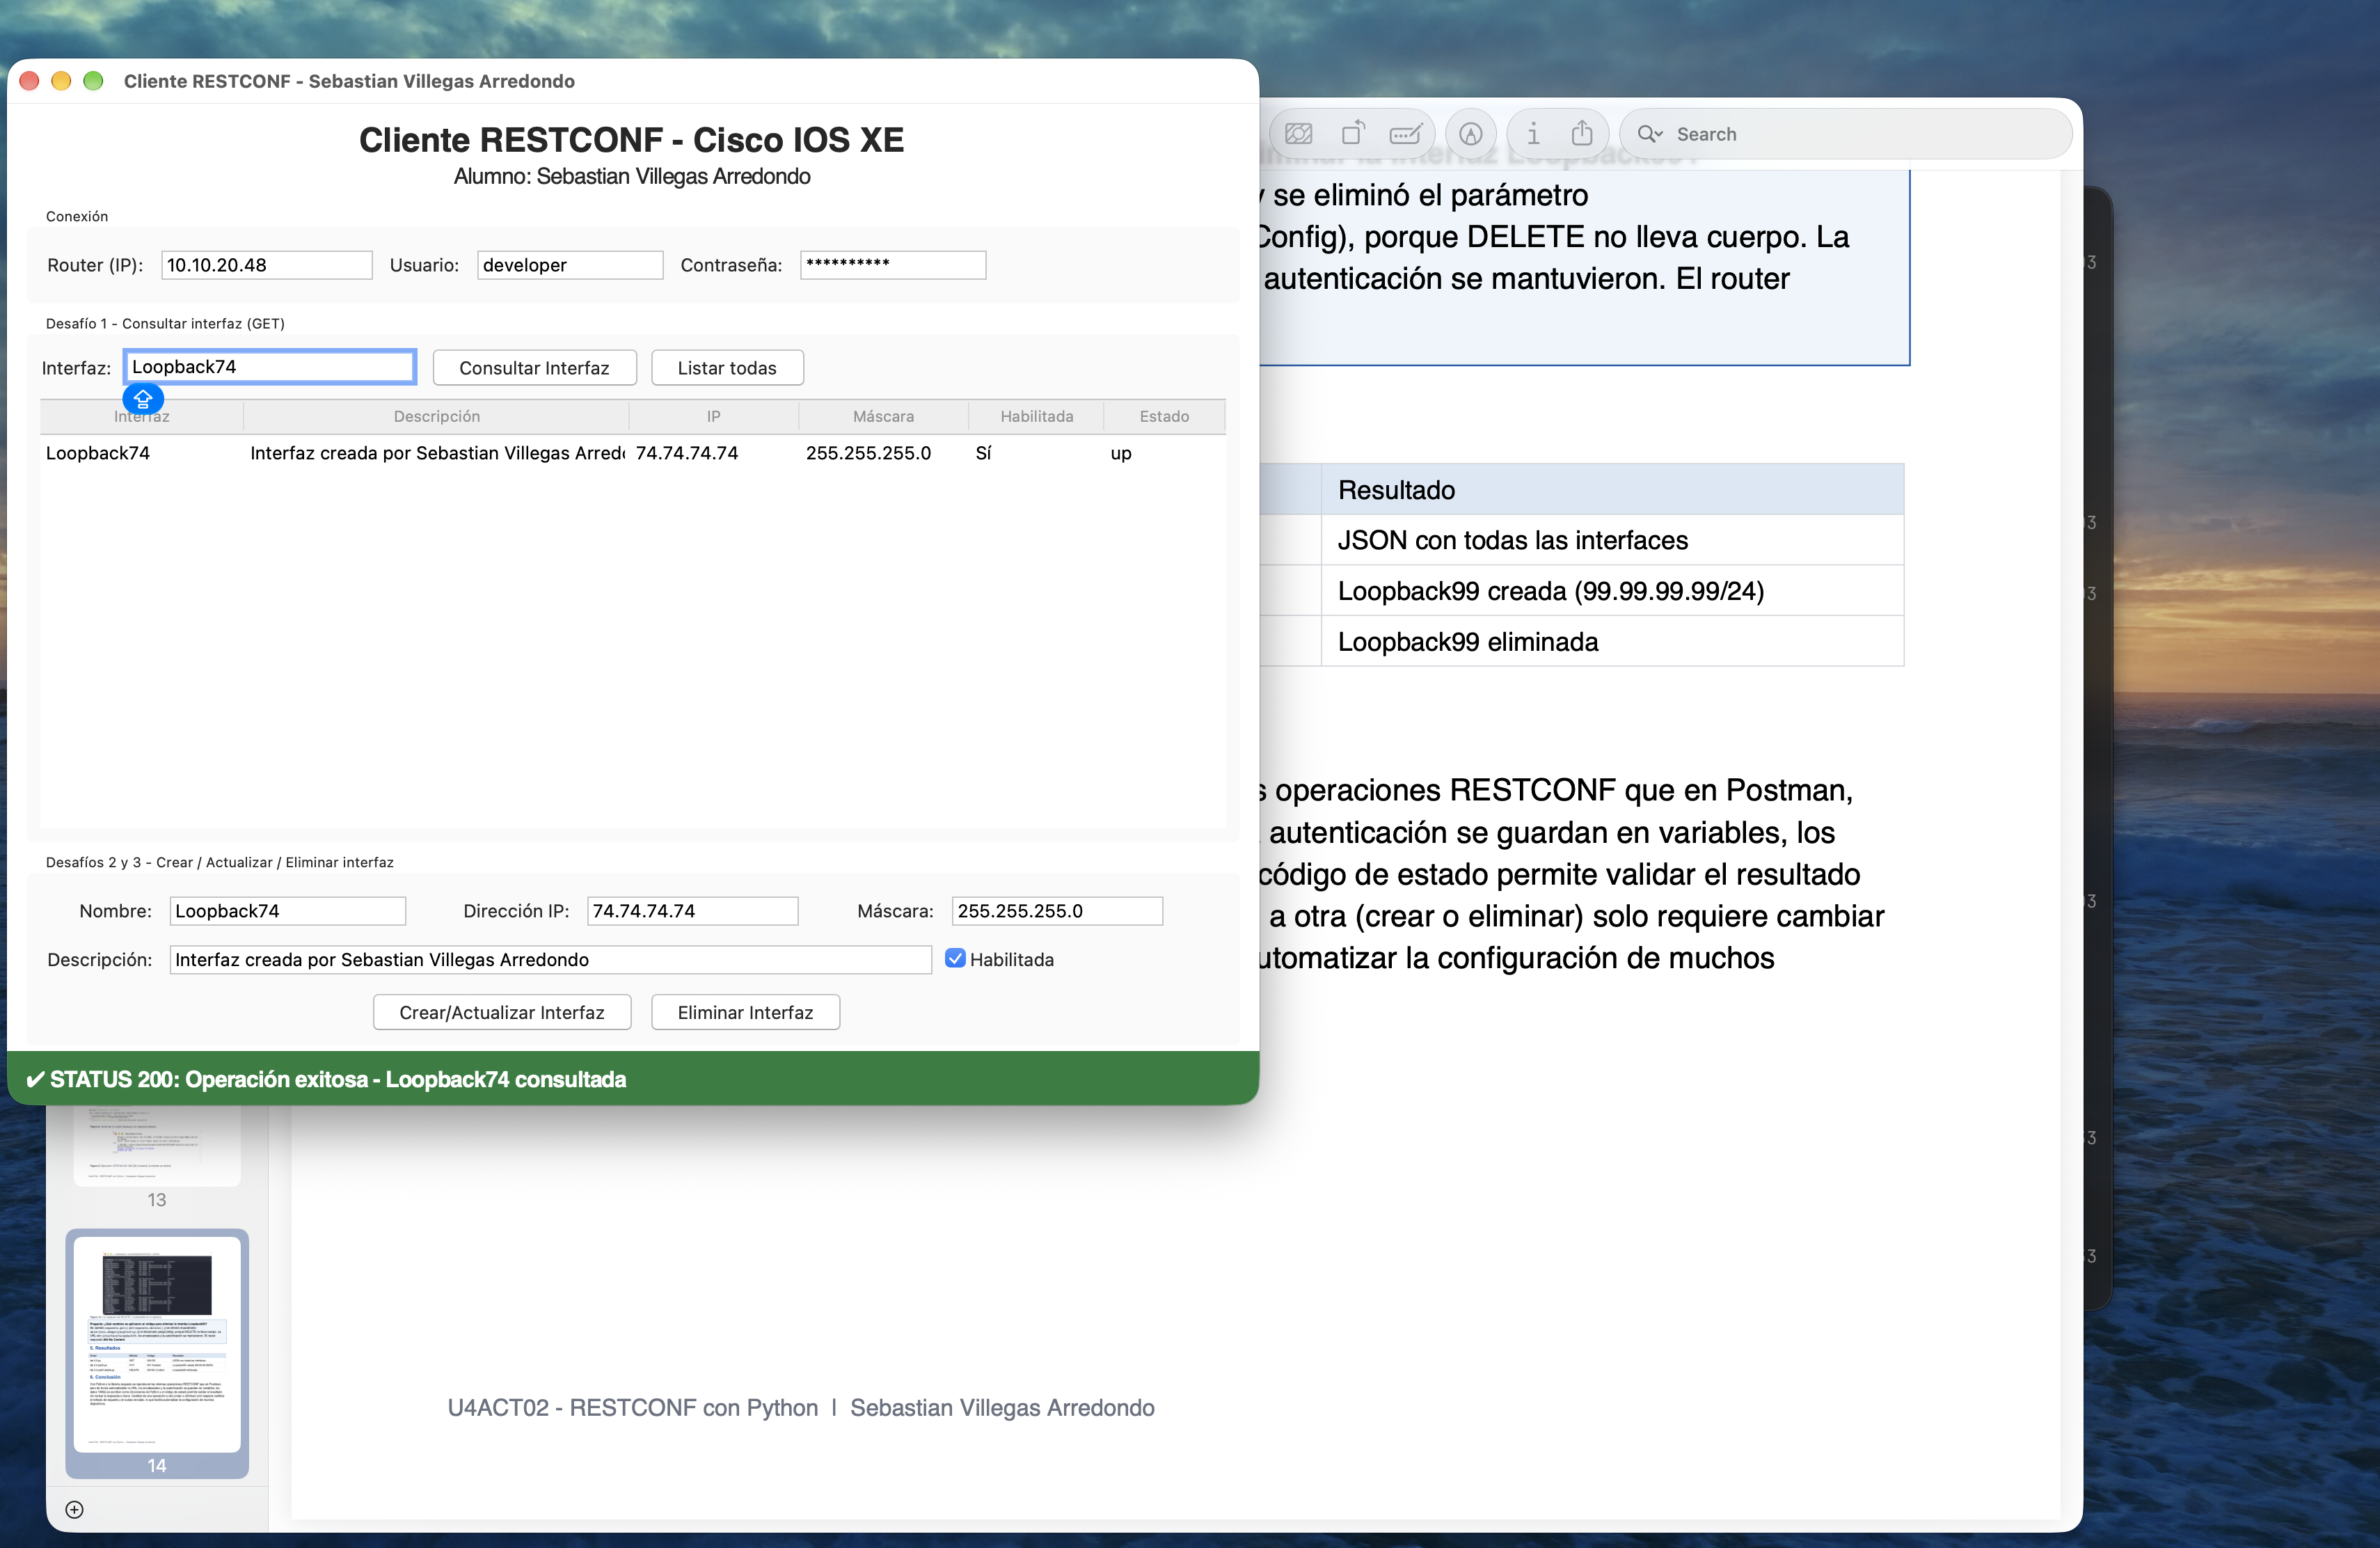 Cliente RESTCONF - Sebastian Villegas Arredondo
Cliente RESTCONF - Cisco IOS XE
Alumno: Sebastian Villegas Arredondo
Conexión
Router (IP): 10.10.20.48 Usuario: developer Contraseña: **********
Desafío 1 - Consultar interfaz (GET)
Interfaz: Loopback74 Consultar Interfaz Listar todas
Interfaz Descripción IP Máscara Habilitada Estado
Loopback74 Interfaz creada por Sebastian Villegas Arred 74.74.74.74 255.255.255.0 Sí up
Desafíos 2 y 3 - Crear / Actualizar / Eliminar interfaz
Nombre: Loopback74 Dirección IP: 74.74.74.74 Máscara: 255.255.255.0
Descripción: Interfaz creada por Sebastian Villegas Arredondo Habilitada
Crear/Actualizar Interfaz Eliminar Interfaz
✔ STATUS 200: Operación exitosa - Loopback74 consultada
Search
y se eliminó el parámetro
Config), porque DELETE no lleva cuerpo. La
autenticación se mantuvieron. El router
Resultado
JSON con todas las interfaces
Loopback99 creada (99.99.99.99/24)
Loopback99 eliminada
s operaciones RESTCONF que en Postman,
autenticación se guardan en variables, los
código de estado permite validar el resultado
a otra (crear o eliminar) solo requiere cambiar
utomatizar la configuración de muchos
U4ACT02 - RESTCONF con Python | Sebastian Villegas Arredondo
13
5. Resultados
6. Conclusión
14